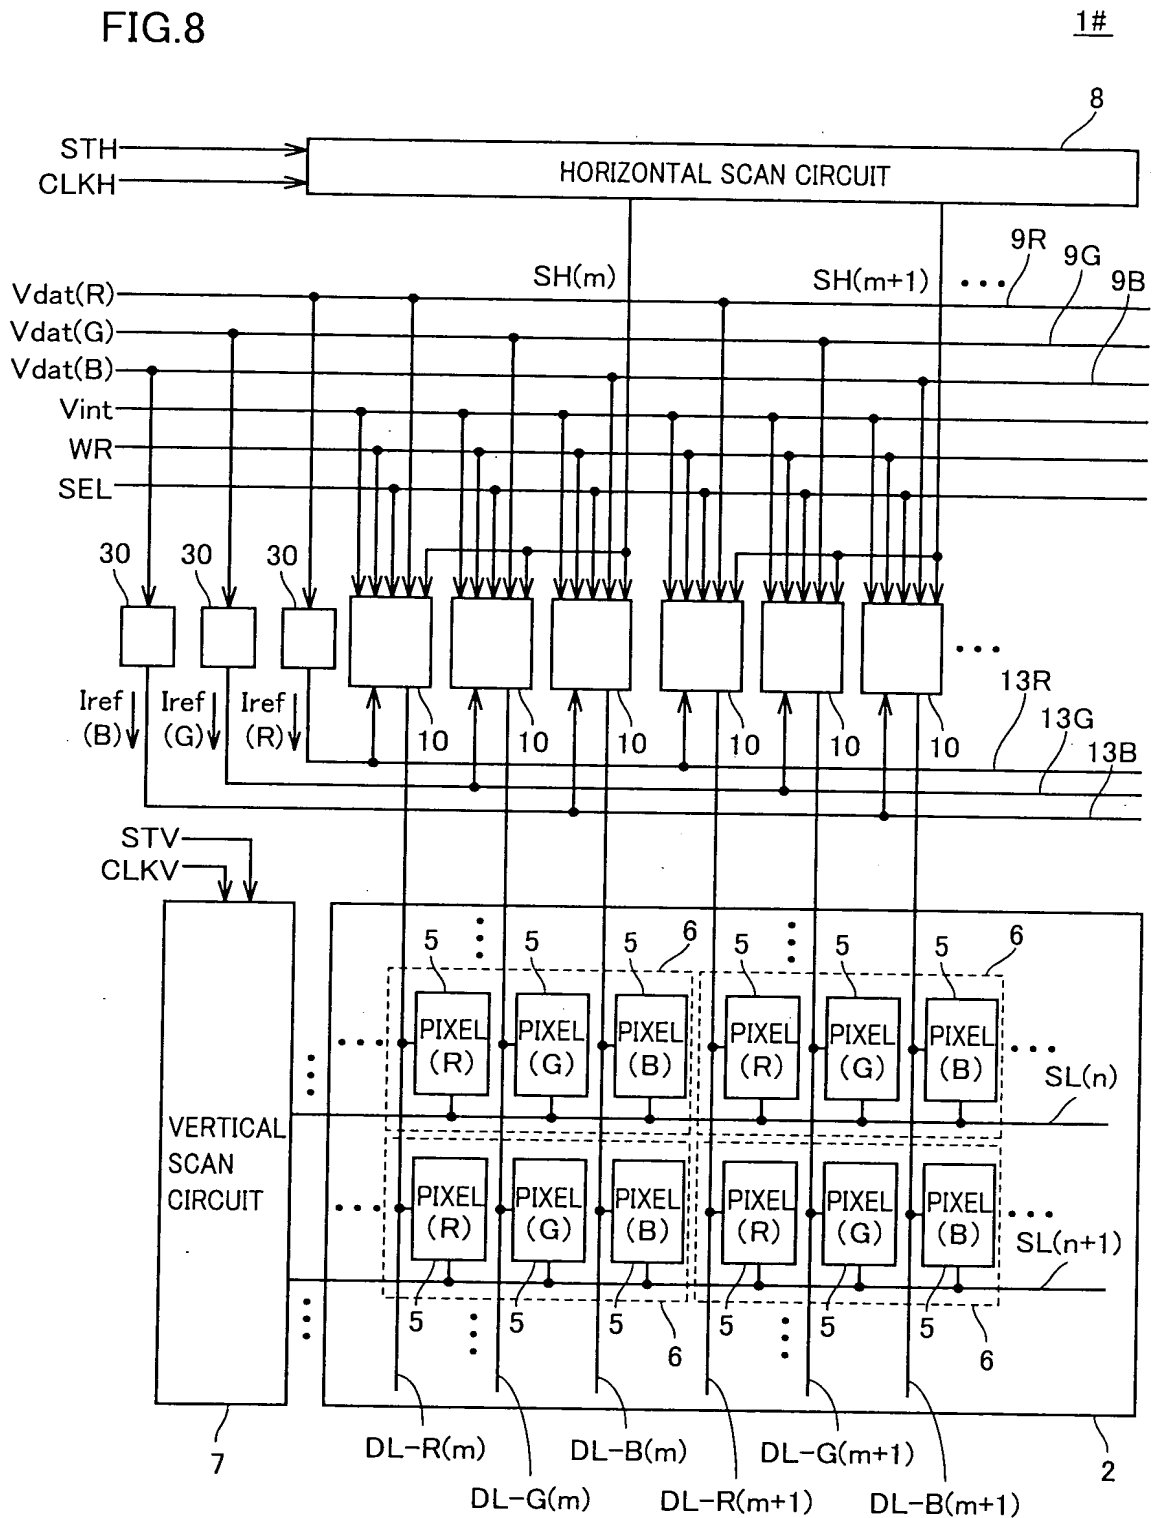 FIG.8
1#
8
STH
CLKH
HORIZONTAL SCAN CIRCUIT
9R
9G
9B
SH(m)
SH(m+1)
Vdat(R)
Vdat(G)
Vdat(B)
Vint
WR
SEL
30
30
30
Iref
(B)
Iref
(G)
Iref
(R)
10
10
10
10
10
10
13R
13G
13B
STV
CLKV
5
5
5
6
5
5
5
6
PIXEL
(R)
PIXEL
(G)
PIXEL
(B)
PIXEL
(R)
PIXEL
(G)
PIXEL
(B)
SL(n)
VERTICAL
SCAN
CIRCUIT
PIXEL
(R)
PIXEL
(G)
PIXEL
(B)
PIXEL
(R)
PIXEL
(G)
PIXEL
(B)
SL(n+1)
5
5
5
6
5
5
5
6
7
DL-R(m)
DL-G(m)
DL-B(m)
DL-R(m+1)
DL-G(m+1)
DL-B(m+1)
2